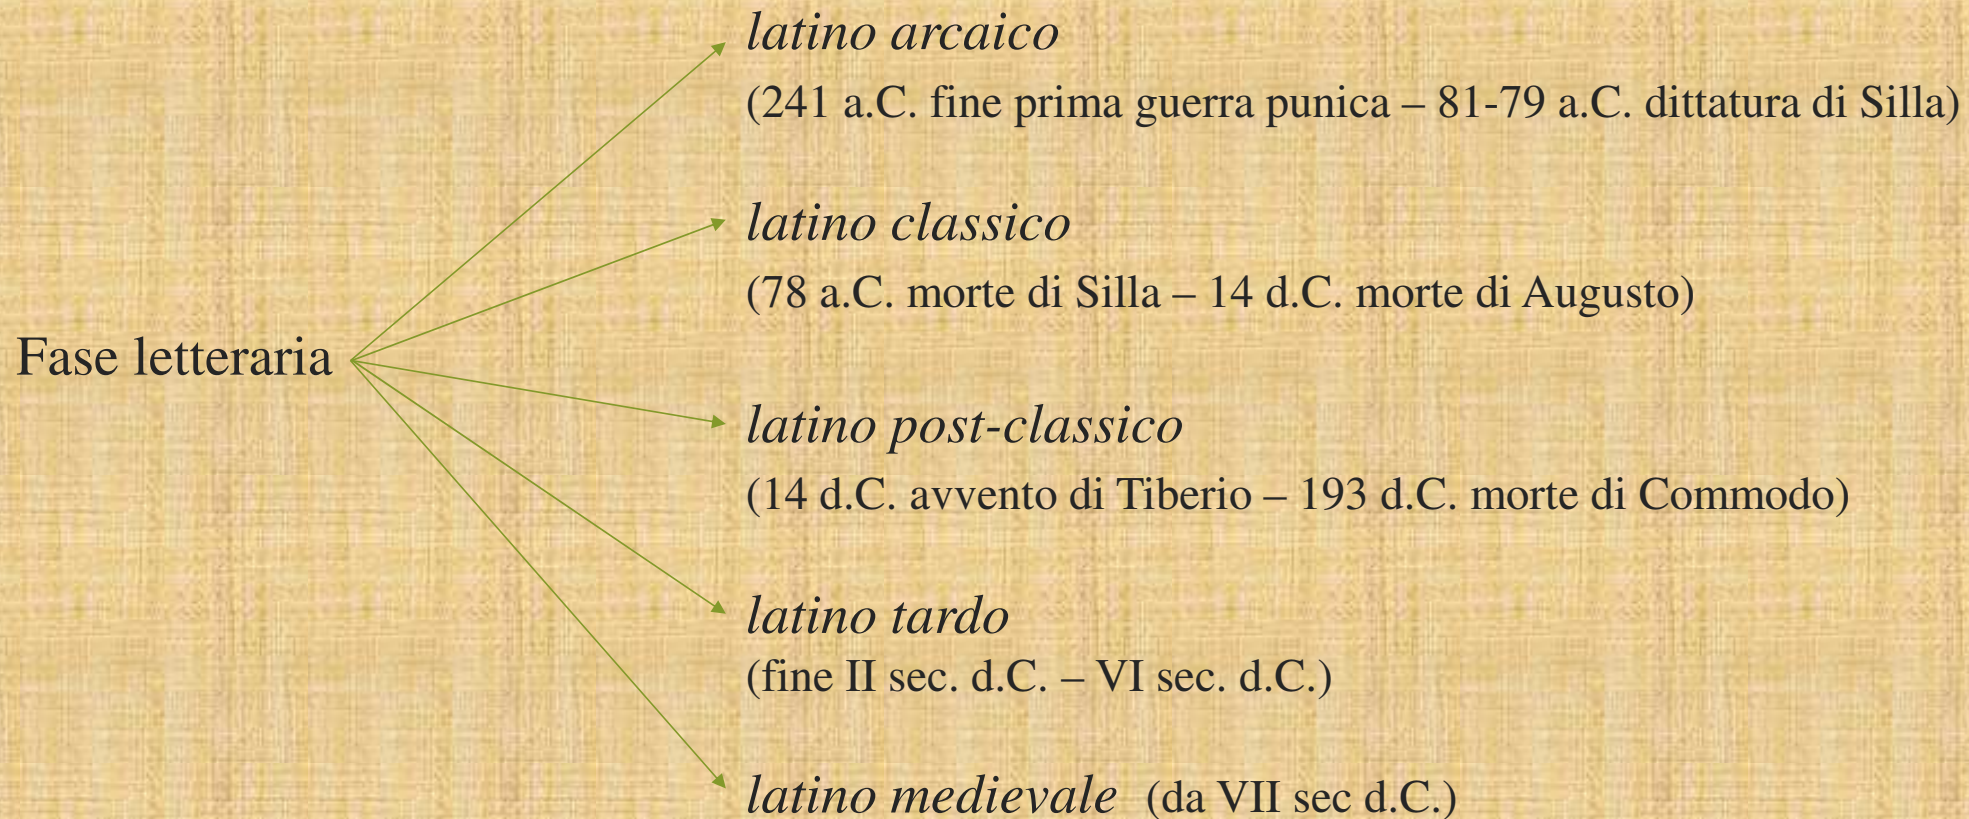 latino arcaico
(241 a.C. fine prima guerra punica – 81-79 a.C. dittatura di Silla)
latino classico
(78 a.C. morte di Silla – 14 d.C. morte di Augusto)
Fase letteraria
latino post-classico
(14 d.C. avvento di Tiberio – 193 d.C. morte di Commodo)
latino tardo
(fine II sec. d.C. – VI sec. d.C.)
latino medievale (da VII sec d.C.)